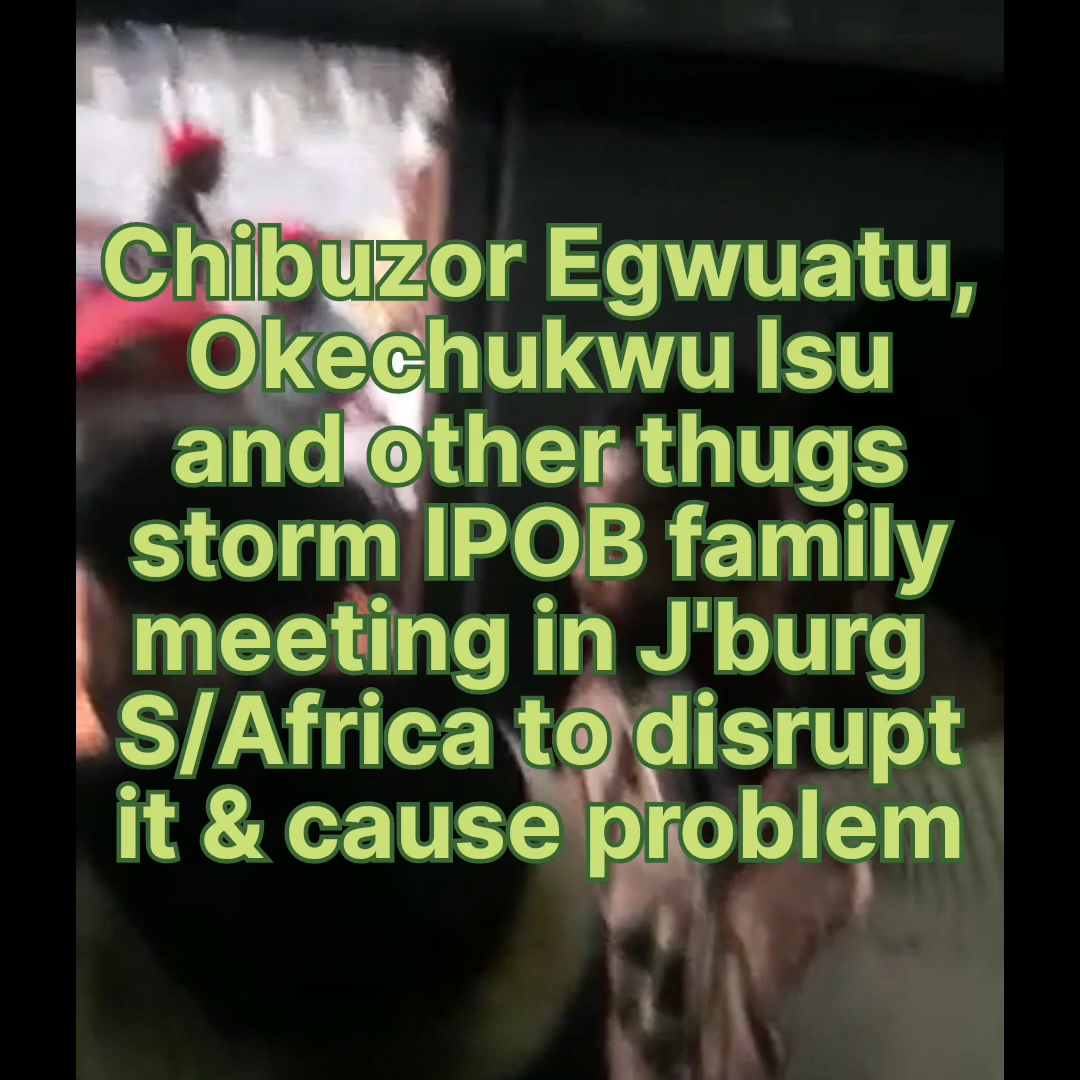 Chibuzor Egwuatu,
Okechukwu Isu
and other thugs
storm IPOB family
meeting in J'burg
S/Africa to disrupt
it & cause problem